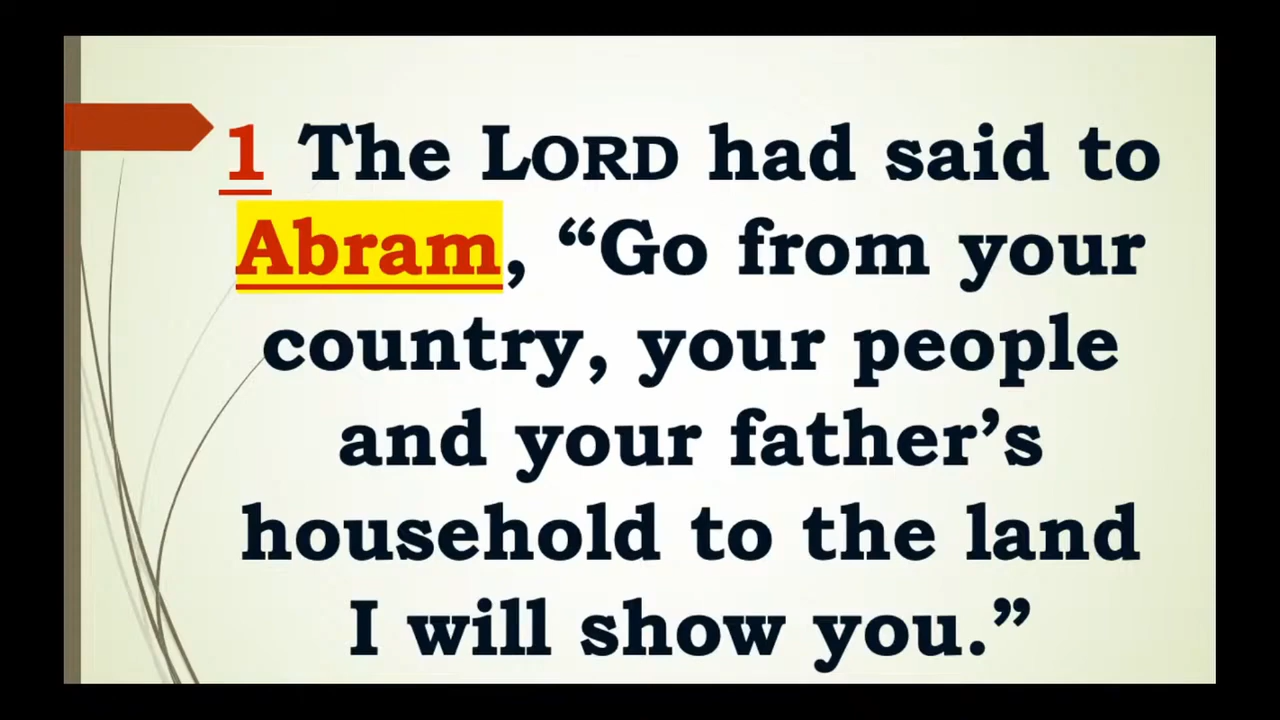 1 The LORD had said to
Abram, “Go from your
country, your people
and your father’s
household to the land
I will show you.”